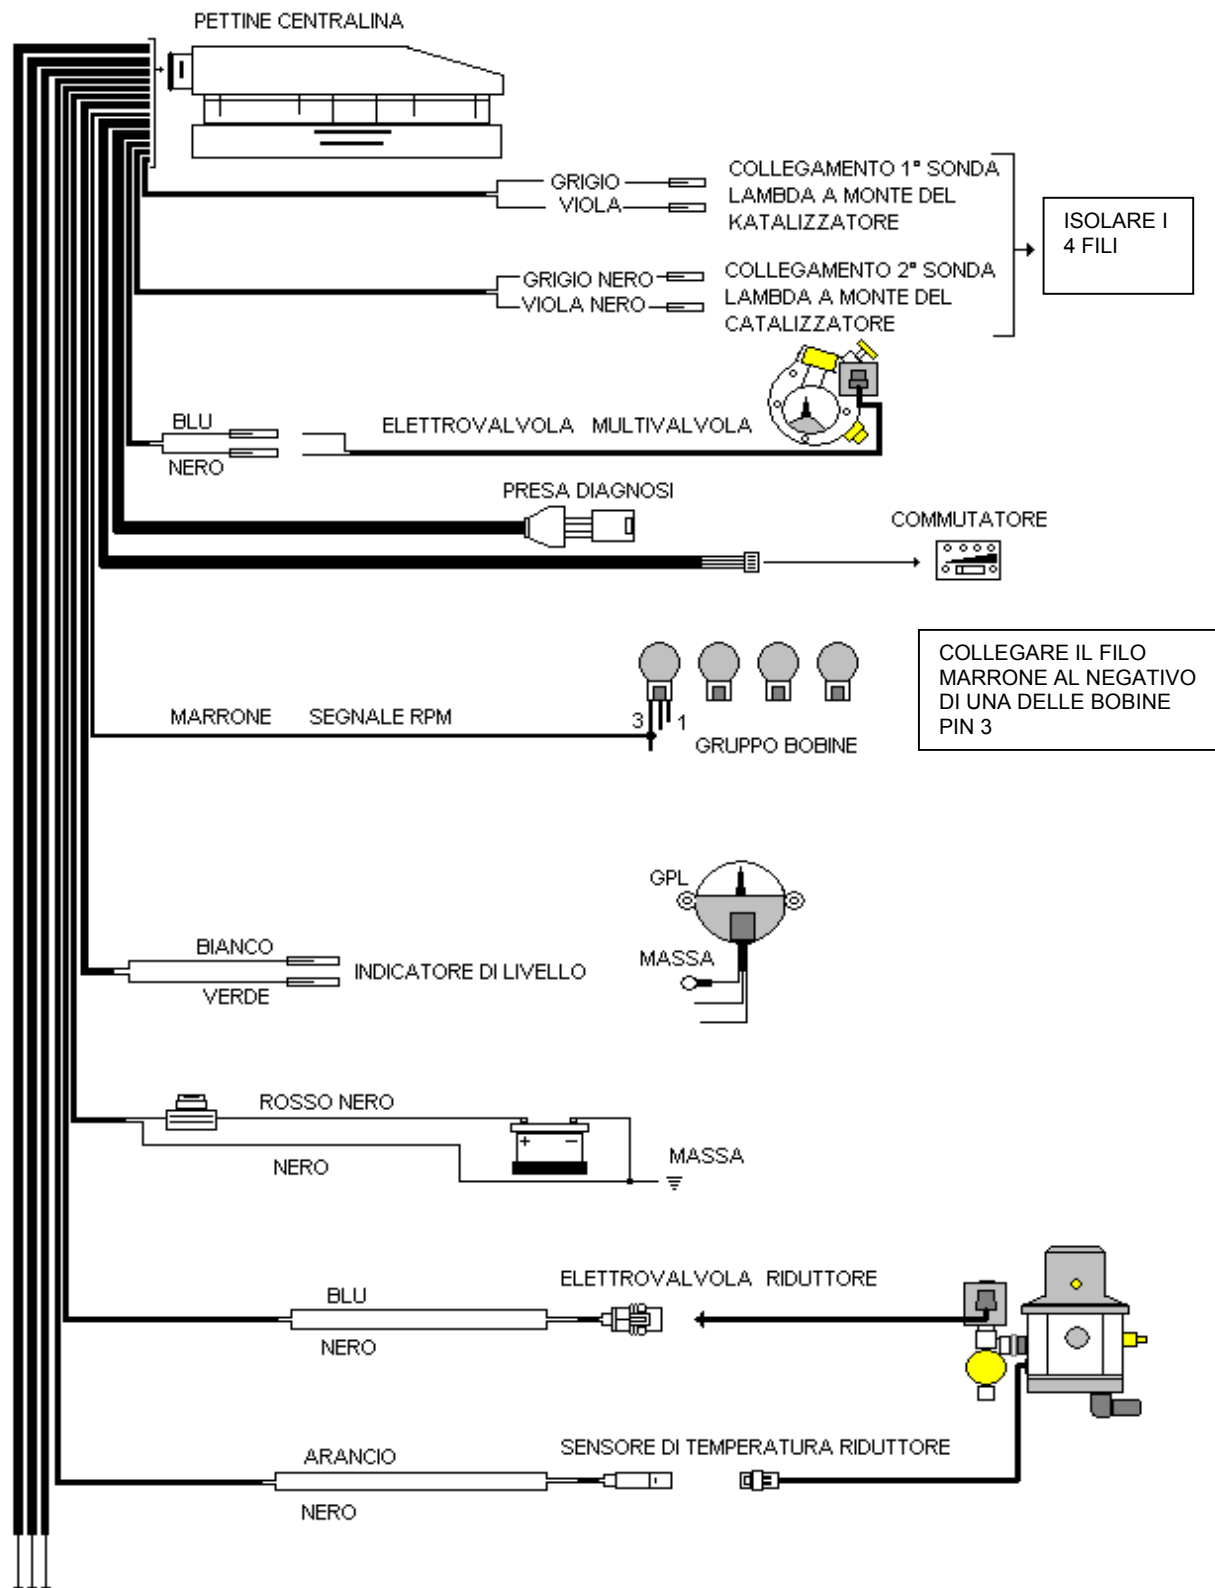 PETTINE CENTRALINA
GRIGIO
VIOLA
COLLEGAMENTO 1ª SONDA
LAMBDA A MONTE DEL
KATALIZZATORE
ISOLARE I
4 FILI
GRIGIO NERO
VIOLA NERO
COLLEGAMENTO 2ª SONDA
LAMBDA A MONTE DEL
CATALIZZATORE
BLU
NERO
ELETTROVALVOLA MULTIVALVOLA
PRESA DIAGNOSI
COMMUTATORE
MARRONE SEGNALE RPM
3 1
GRUPPO BOBINE
COLLEGARE IL FILO
MARRONE AL NEGATIVO
DI UNA DELLE BOBINE
PIN 3
GPL
MASSA
BIANCO
VERDE
INDICATORE DI LIVELLO
ROSSO NERO
NERO
+ −
MASSA
ELETTROVALVOLA RIDUTTORE
BLU
NERO
SENSORE DI TEMPERATURA RIDUTTORE
ARANCIO
NERO